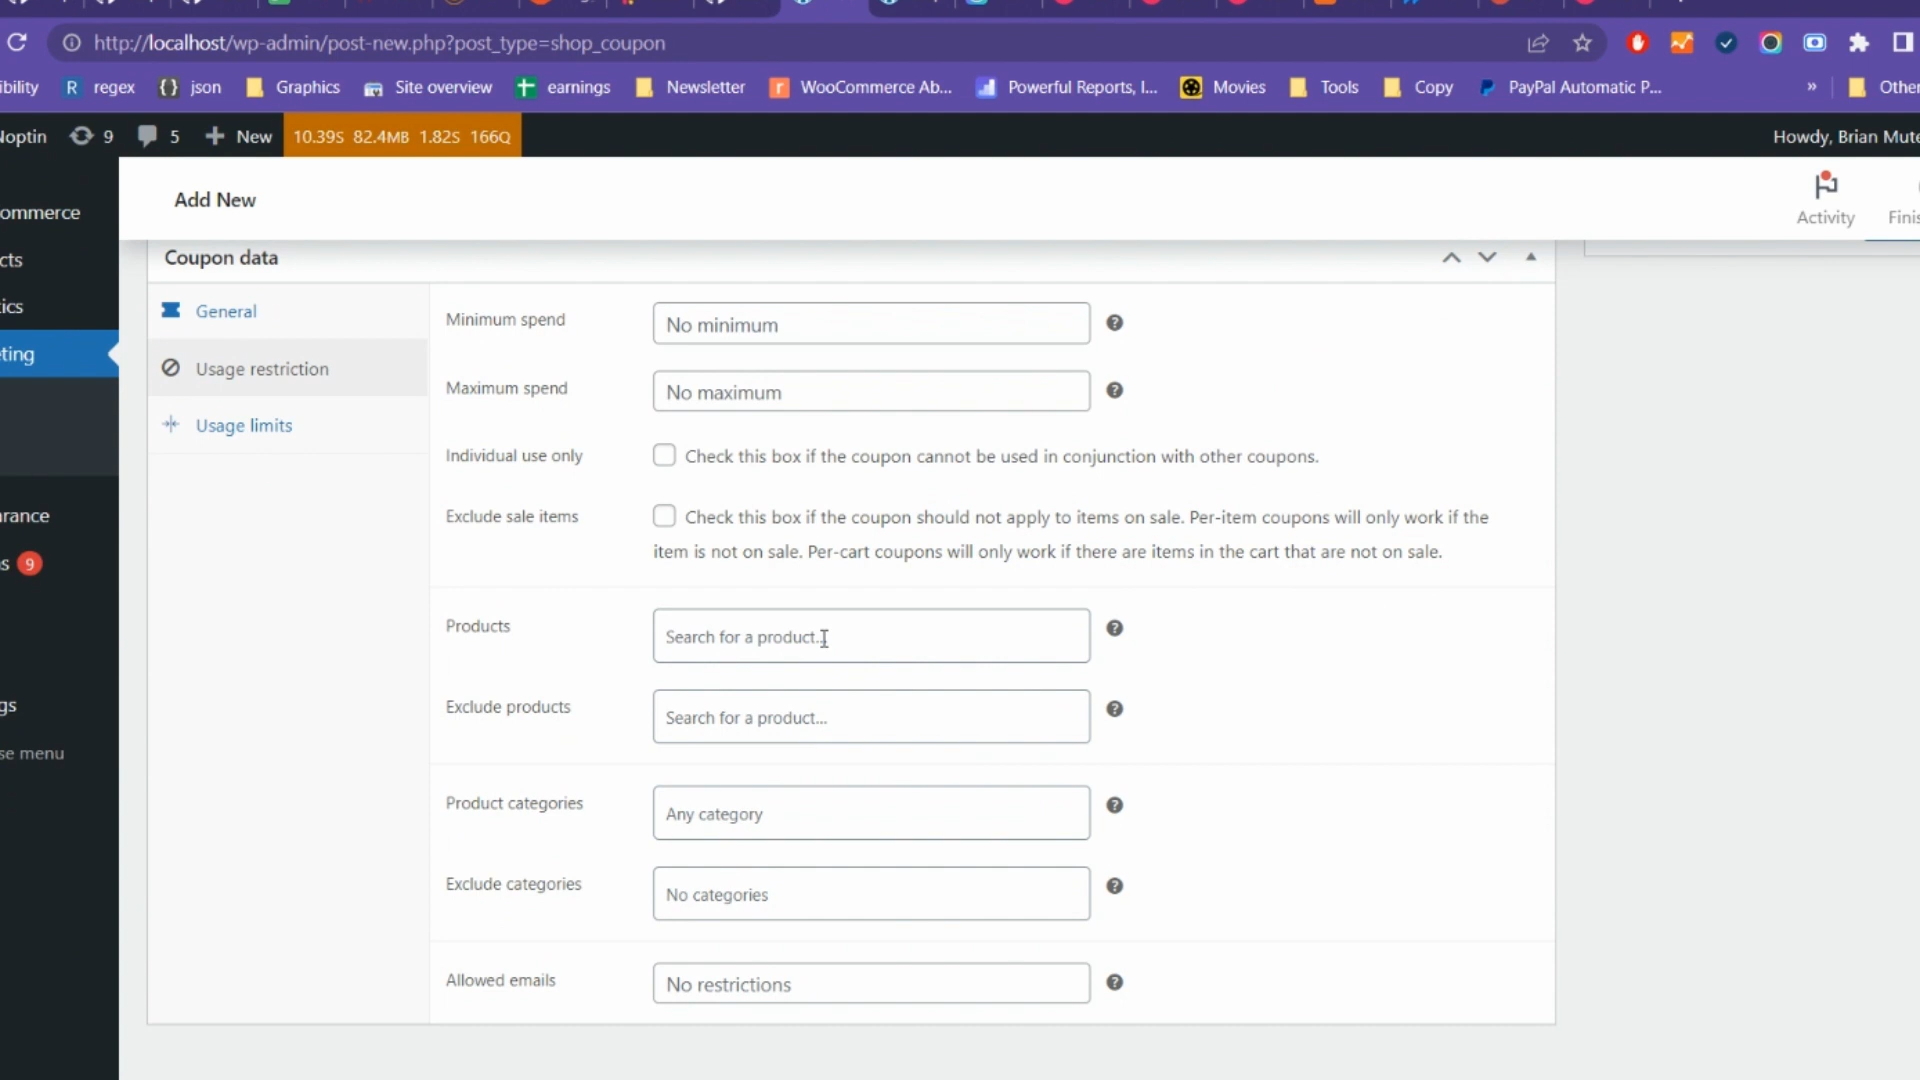 http://localhost/wp-admin/post-new.php?post_type=shop_coupon
ibility R regex {} json Graphics Site overview earnings Newsletter WooCommerce Ab... Powerful Reports, I... Movies Tools Copy PayPal Automatic P... » Other
Noptin 9 5 + New 10.39S 82.4MB 1.82S 166Q Howdy, Brian Mute
Add New
Activity
Finis
ommerce
cts
tics
ting
arance
s 9
gs
se menu
Coupon data
General
Usage restriction
Usage limits
Minimum spend No minimum
Maximum spend No maximum
Individual use only Check this box if the coupon cannot be used in conjunction with other coupons.
Exclude sale items Check this box if the coupon should not apply to items on sale. Per-item coupons will only work if the
item is not on sale. Per-cart coupons will only work if there are items in the cart that are not on sale.
Products Search for a product...
Exclude products Search for a product...
Product categories Any category
Exclude categories No categories
Allowed emails No restrictions